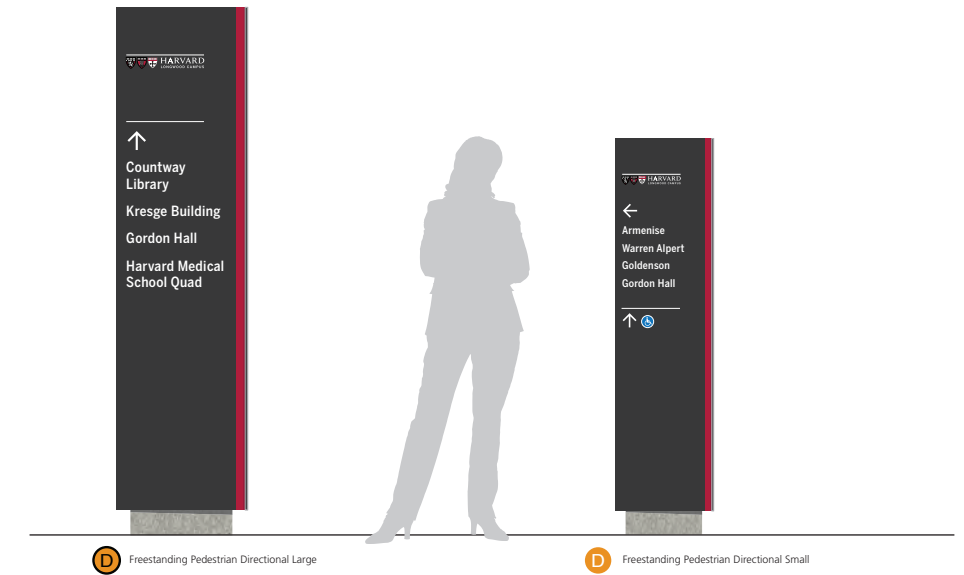 HARVARD
LONGWOOD CAMPUS
Countway
Library
Kresge Building
Gordon Hall
Harvard Medical
School Quad
HARVARD
LONGWOOD CAMPUS
Armenise
Warren Alpert
Goldenson
Gordon Hall
D Freestanding Pedestrian Directional Large
D Freestanding Pedestrian Directional Small